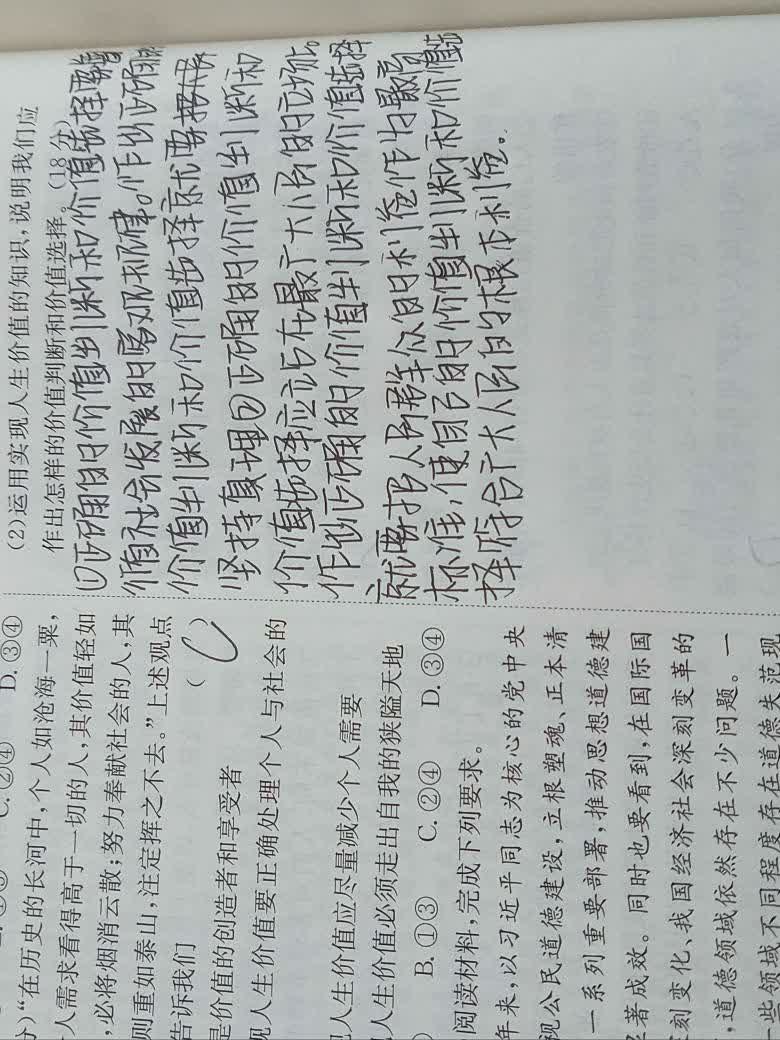 )“在历史的长河中,个人如沧海一粟,
人需求看得高于一切的人,其价值轻如
,必将烟消云散;努力奉献社会的人,其
则重如泰山,注定挥之不去。”上述观点
告诉我们 ( C )
是价值的创造者和享受者
现人生价值要正确处理个人与社会的
人生价值应尽量减少个人需要
人生价值必须走出自我的狭隘天地
B.①③ C.②④ D.③④
阅读材料,完成下列要求。
年来,以习近平同志为核心的党中央
视公民道德建设,立根塑魂、正本清
一系列重要部署,推动思想道德建
著成效。同时也要看到,在国际国
刻变化、我国经济社会深刻变革的
,道德领域依然存在不少问题。一
些领域不同程度存在道德失范现
(2)运用实现人生价值的知识,说明我们应
作出怎样的价值判断和价值选择。(18分)
①正确的价值判断和价值选择要遵
循社会发展的客观规律。作出正确的
价值判断和价值选择就要
坚持真理②正确的价值判断和
价值选择应站在最广大人民的立场上。
作出正确的价值判断和价值选择
就要把人民群众的利益作为最高
标准,使自己的价值判断和价值选
择符合广大人民的根本利益。